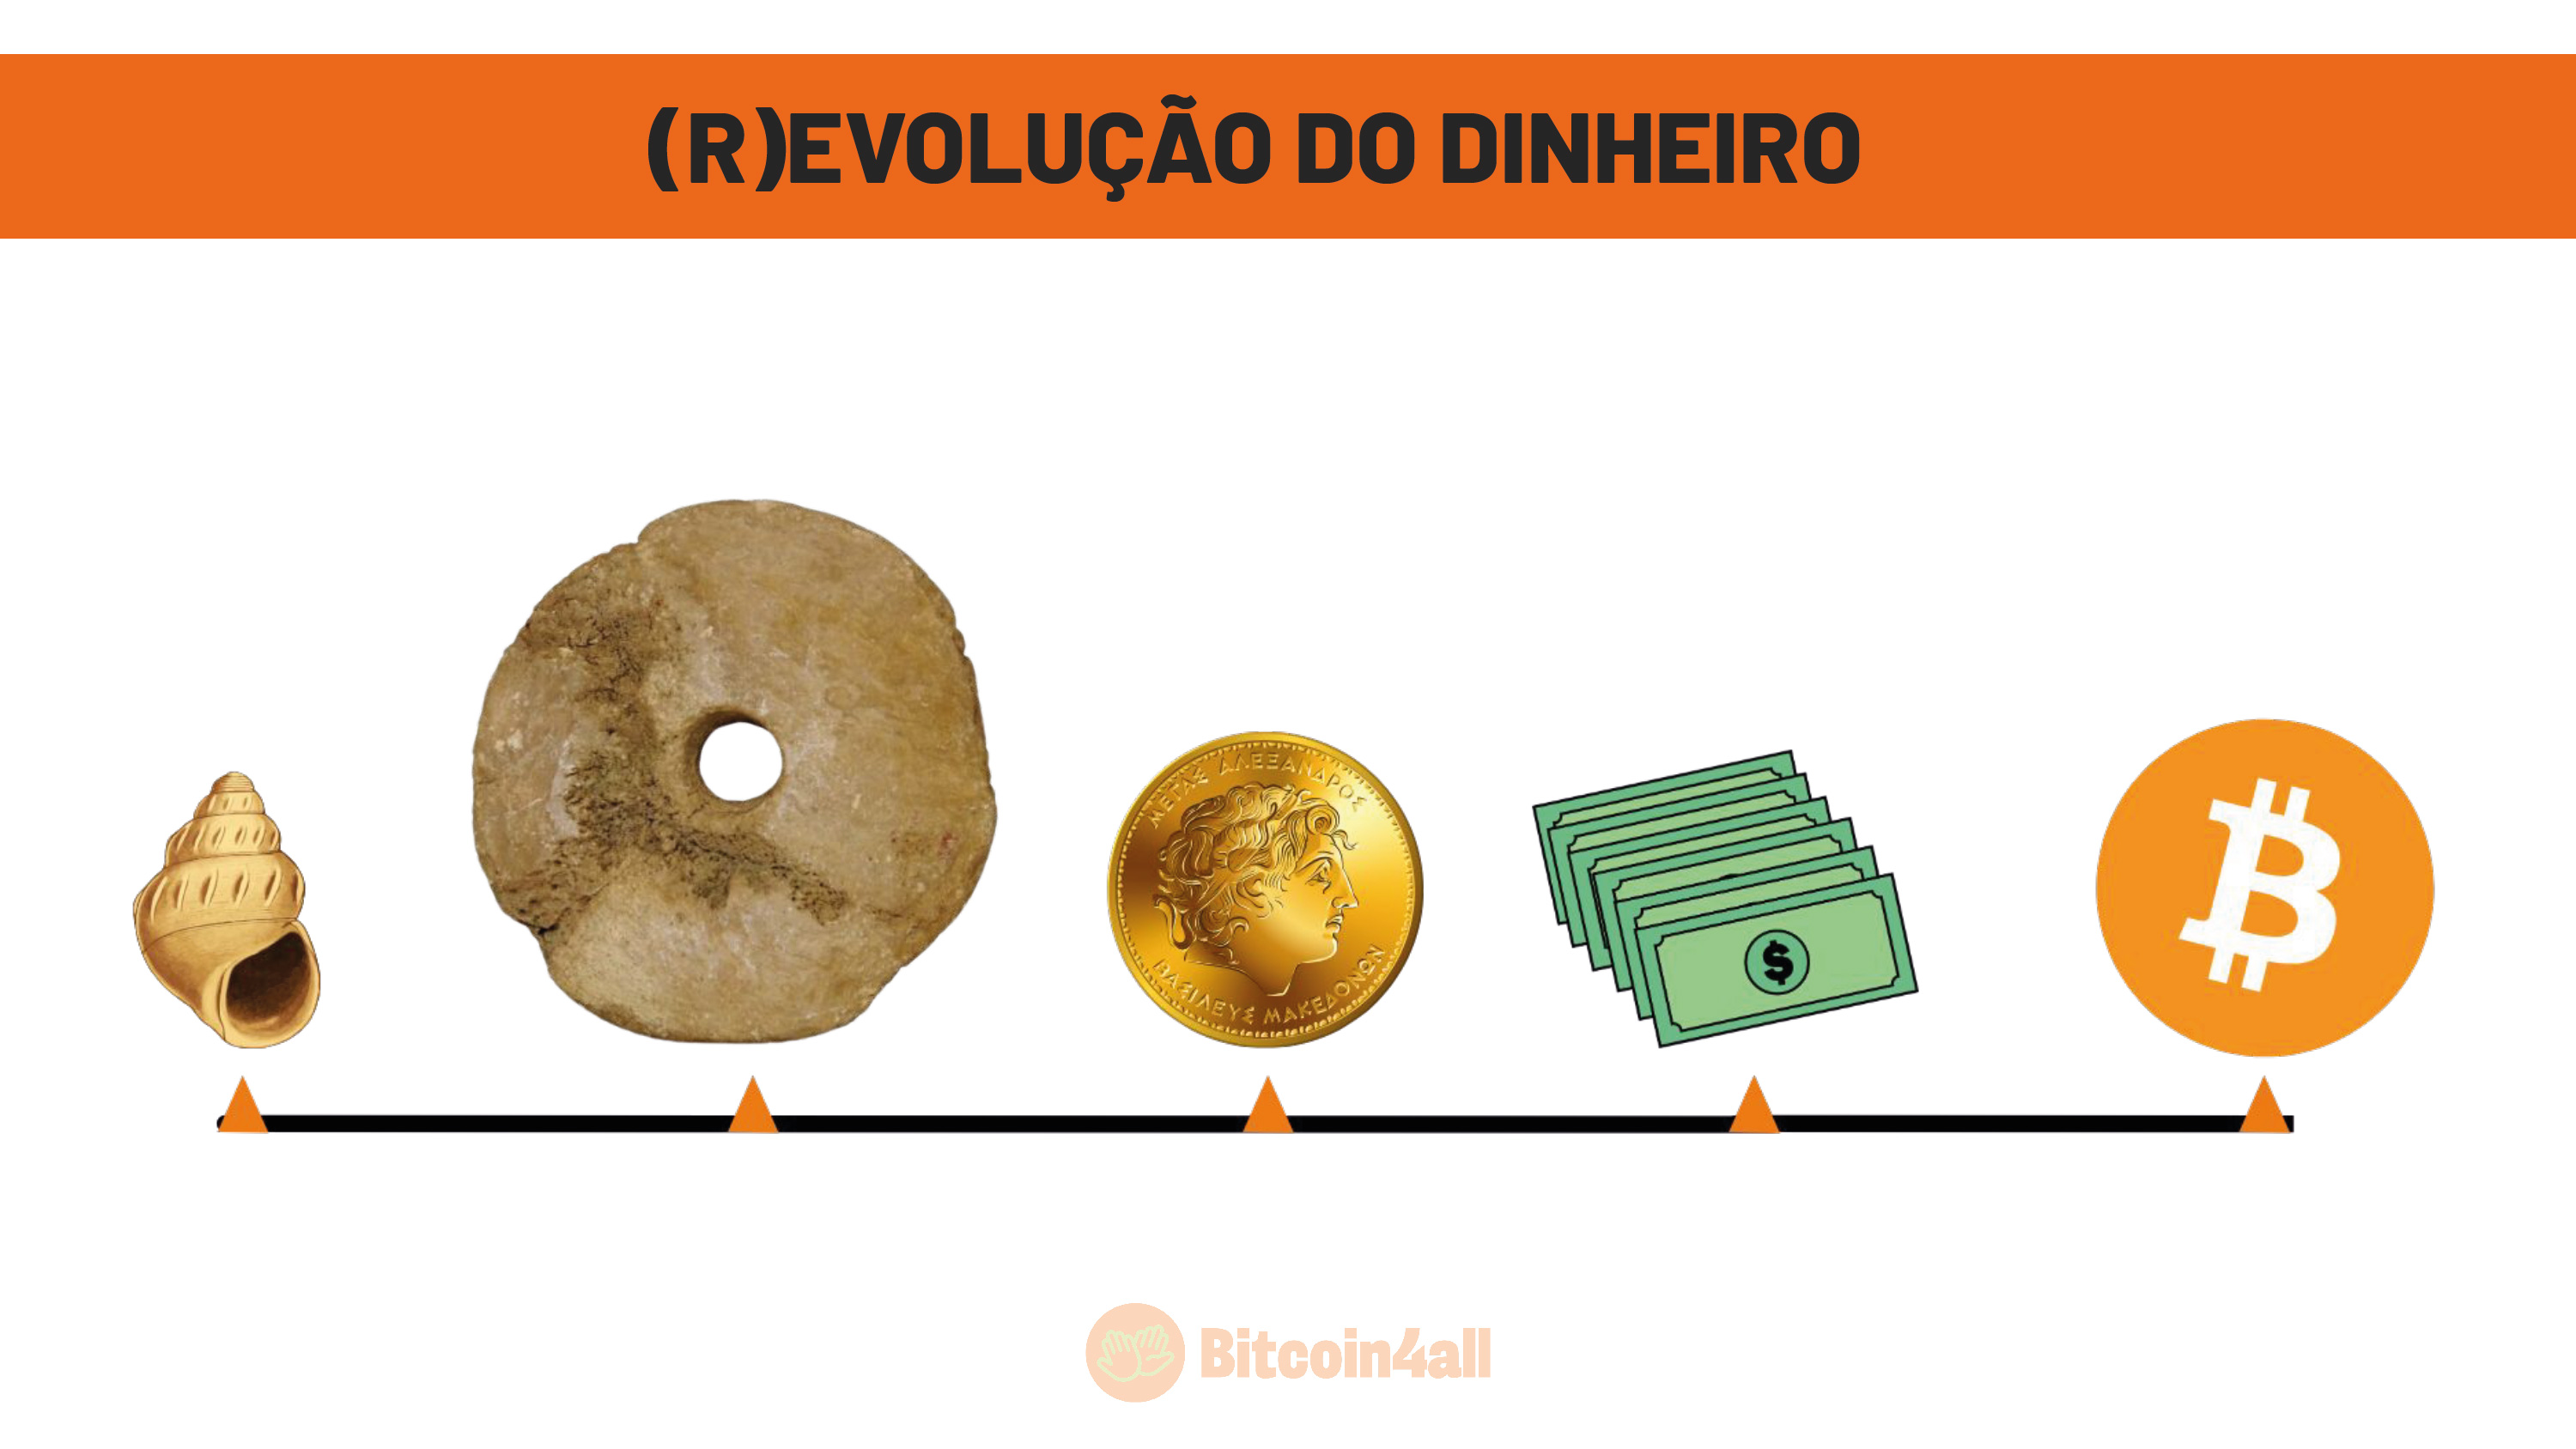 (R)EVOLUÇÃO DO DINHEIRO
ΜΕΓΑΣ ΑΛΕΞΑΝΔΡΟΣ
ΒΑΣΙΛΕΥΣ ΜΑΚΕΔΟΝΩΝ
$
Bitcoin4all